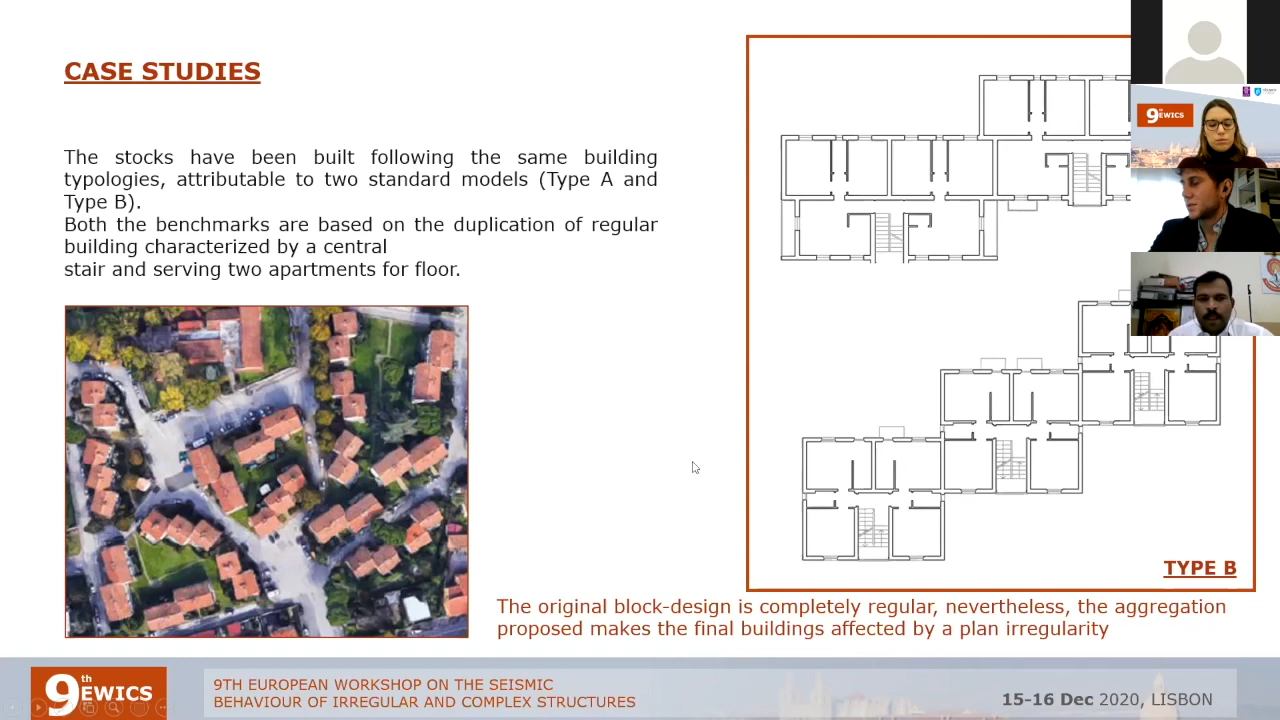 CASE STUDIES
The stocks have been built following the same building
typologies, attributable to two standard models (Type A and
Type B).
Both the benchmarks are based on the duplication of regular
building characterized by a central
stair and serving two apartments for floor.
9 EWICS
TYPE B
The original block-design is completely regular, nevertheless, the aggregation
proposed makes the final buildings affected by a plan irregularity
9th EWICS
9TH EUROPEAN WORKSHOP ON THE SEISMIC
BEHAVIOUR OF IRREGULAR AND COMPLEX STRUCTURES
15-16 Dec 2020, LISBON